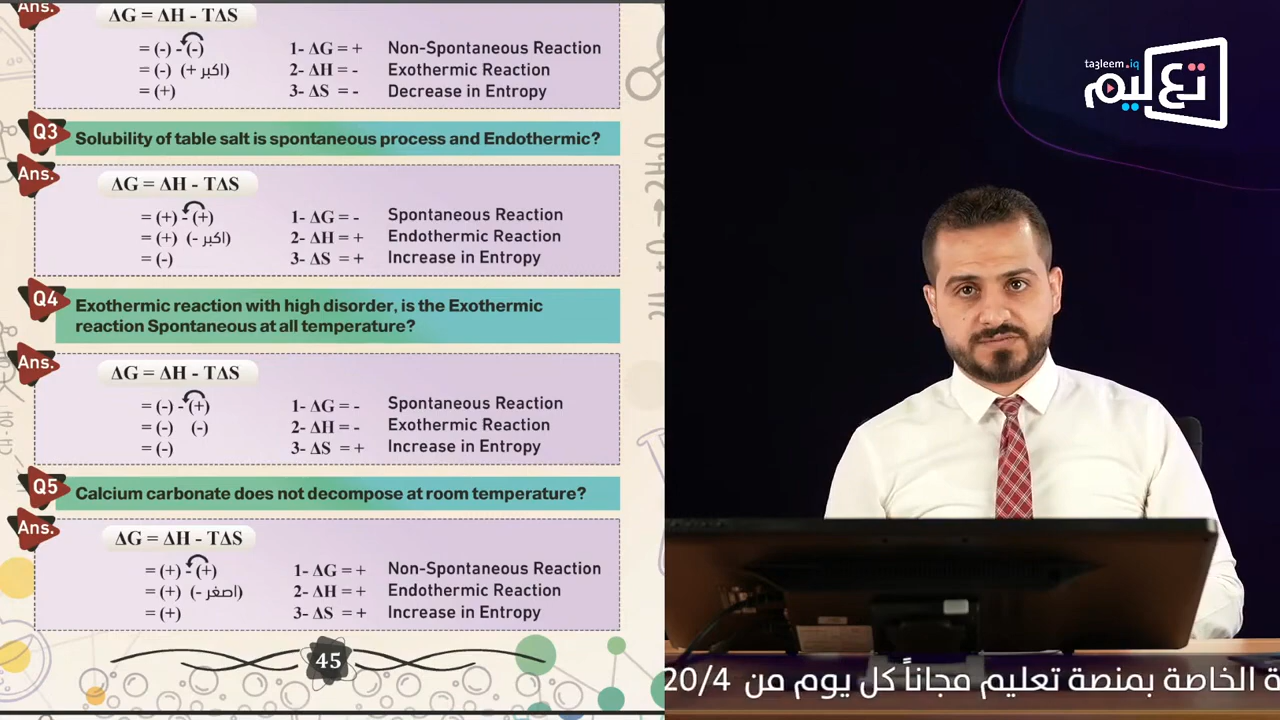 Ans.
ΔG = ΔH - TΔS
= (-) - (-)
= (-) (+ اكبر)
= (+)
1- ΔG = + Non-Spontaneous Reaction
2- ΔH = - Exothermic Reaction
3- ΔS = - Decrease in Entropy
Q3 Solubility of table salt is spontaneous process and Endothermic?
Ans.
ΔG = ΔH - TΔS
= (+) - (+)
= (+) (- اكبر)
= (-)
1- ΔG = - Spontaneous Reaction
2- ΔH = + Endothermic Reaction
3- ΔS = + Increase in Entropy
Q4 Exothermic reaction with high disorder, is the Exothermic
reaction Spontaneous at all temperature?
Ans.
ΔG = ΔH - TΔS
= (-) - (+)
= (-) (-)
= (-)
1- ΔG = - Spontaneous Reaction
2- ΔH = - Exothermic Reaction
3- ΔS = + Increase in Entropy
Q5 Calcium carbonate does not decompose at room temperature?
Ans.
ΔG = ΔH - TΔS
= (+) - (+)
= (+) (- اصغر)
= (+)
1- ΔG = + Non-Spontaneous Reaction
2- ΔH = + Endothermic Reaction
3- ΔS = + Increase in Entropy
45
ta3leem.iq
تعليم
الخاصة بمنصة تعليم مجاناً كل يوم من 20/4